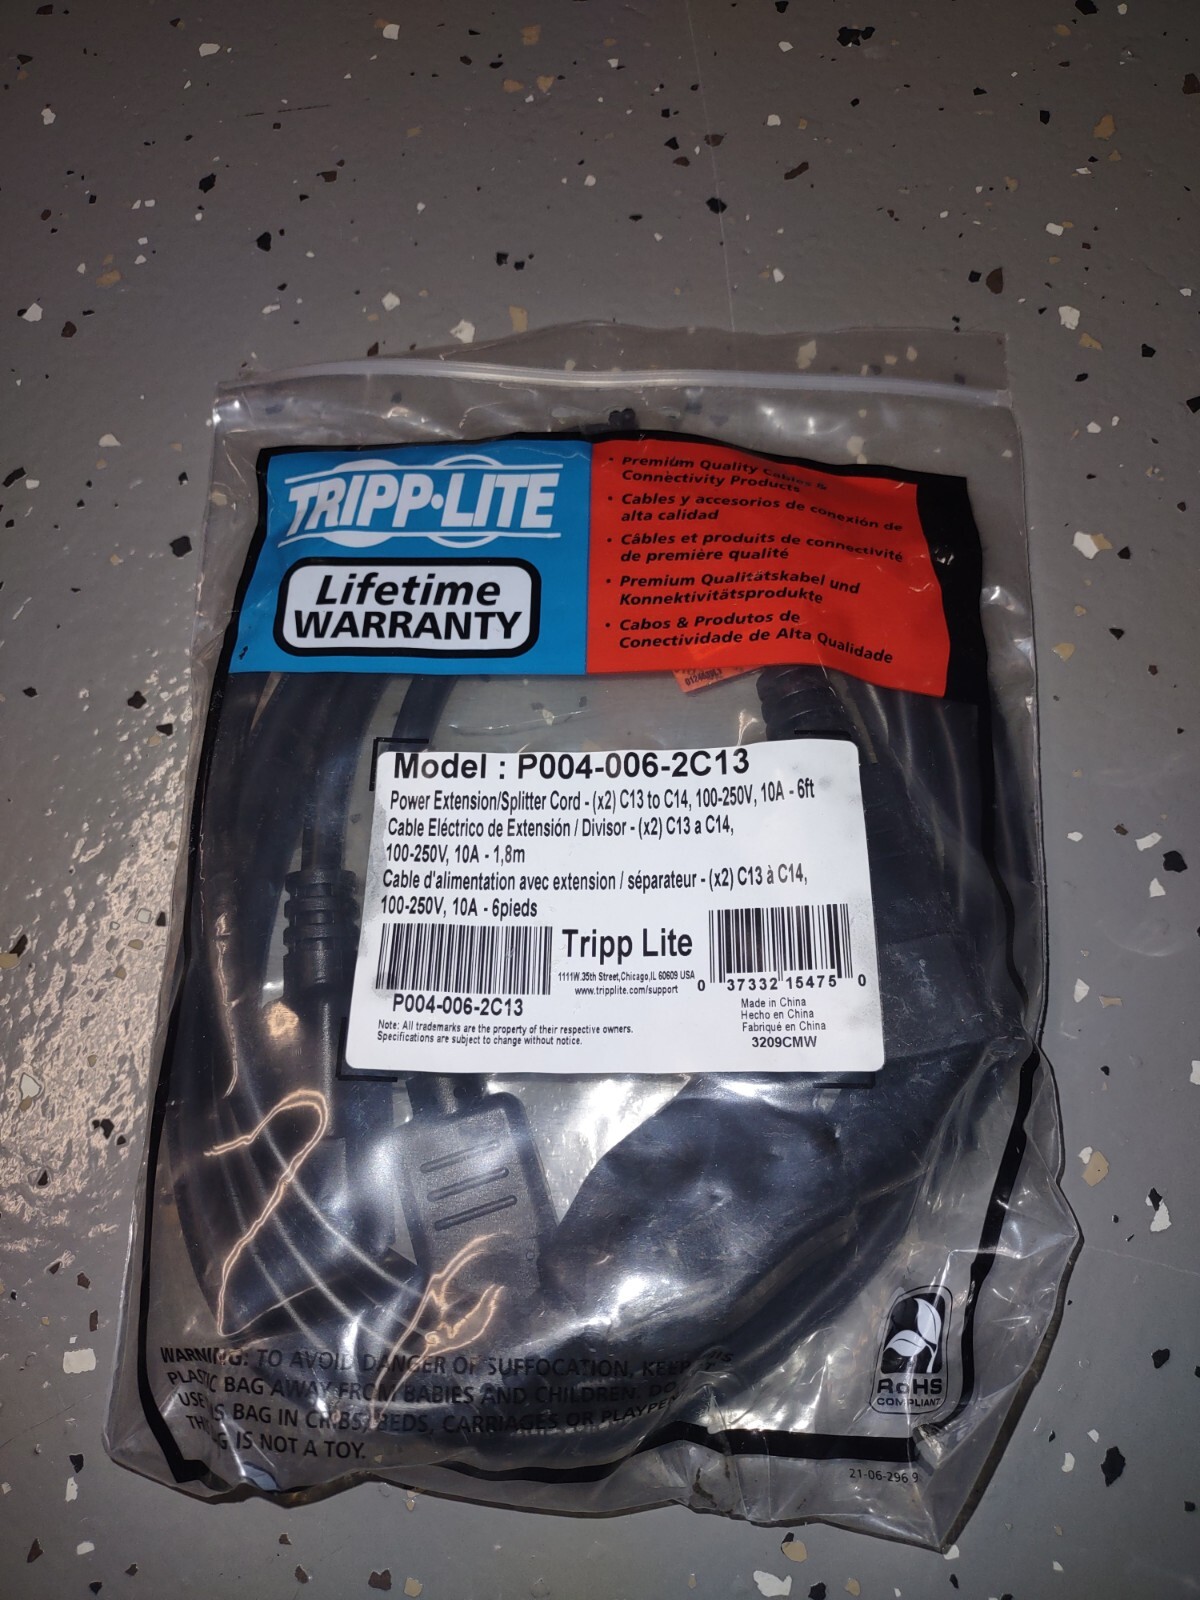 TRIPP·LITE
Lifetime
WARRANTY
• Premium Quality Cables &
Connectivity Products
• Cables y accesorios de conexión de
alta calidad
• Câbles et produits de connectivité
de première qualité
• Premium Qualitätskabel und
Konnektivitätsprodukte
• Cabos & Produtos de
Conectividade de Alta Qualidade
Model : P004-006-2C13
Power Extension/Splitter Cord - (x2) C13 to C14, 100-250V, 10A - 6ft
Cable Eléctrico de Extensión / Divisor - (x2) C13 a C14,
100-250V, 10A - 1,8m
Cable d'alimentation avec extension / séparateur - (x2) C13 à C14,
100-250V, 10A - 6pieds
P004-006-2C13
Tripp Lite
1111W.35th Street,Chicago,IL 60609 USA
www.tripplite.com/support
0 37332 15475 0
Made in China
Hecho en China
Fabriqué en China
3209CMW
Note: All trademarks are the property of their respective owners.
Specifications are subject to change without notice.
WARNING: TO AVOID DANGER OF SUFFOCATION, KEEP
PLASTIC BAG AWAY FROM BABIES AND CHILDREN. DO
BAG IN CRIBS, BEDS, CARRIAGES OR
IS NOT A TOY.
RoHS
COMPLIANT
21-06-296 9